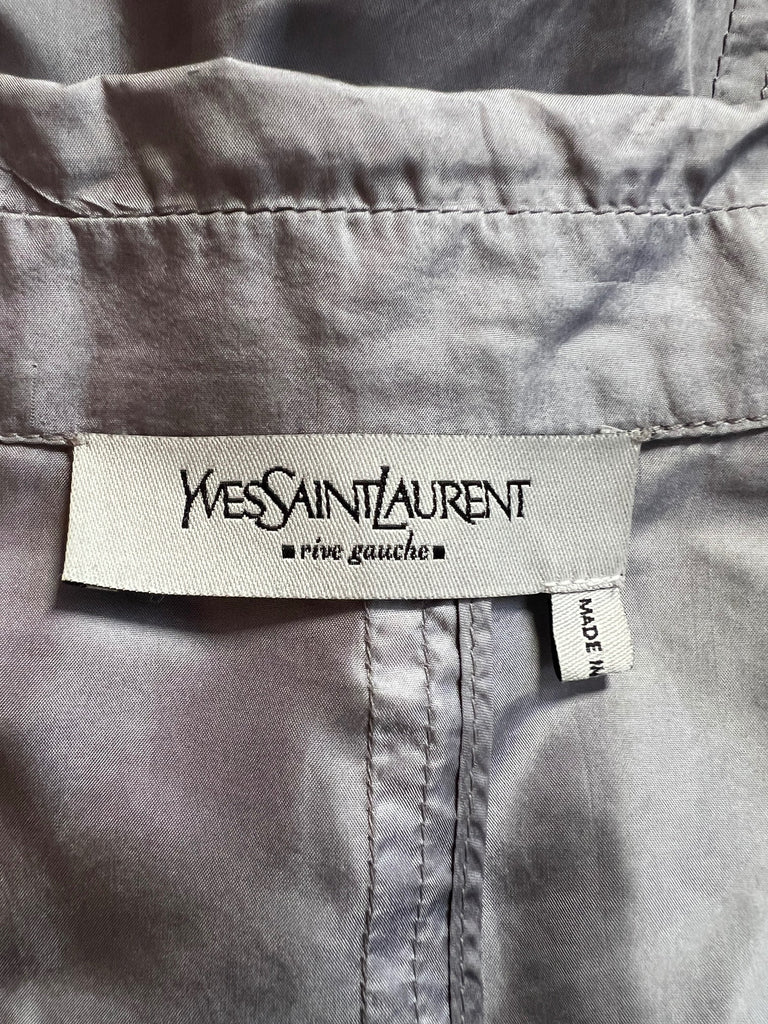 YVESSAINTLAURENT
rive gauche
MADE IN